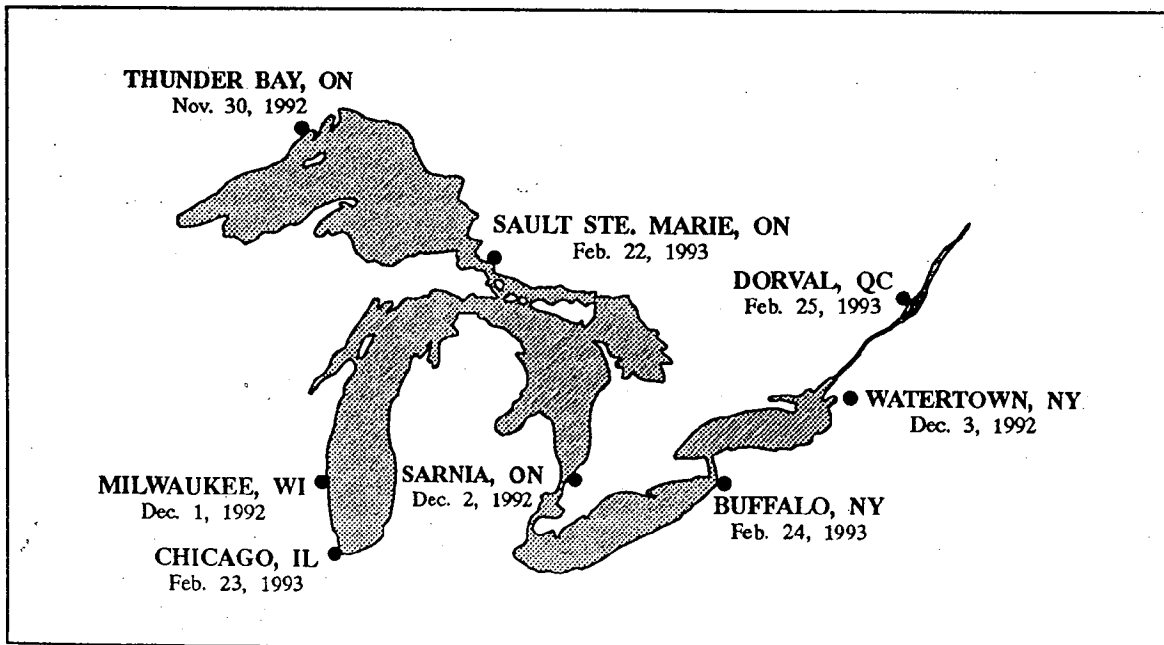 THUNDER BAY, ON
Nov. 30, 1992
SAULT STE. MARIE, ON
Feb. 22, 1993
DORVAL, QC
Feb. 25, 1993
WATERTOWN, NY
Dec. 3, 1992
SARNIA, ON
Dec. 2, 1992
MILWAUKEE, WI
Dec. 1, 1992
BUFFALO, NY
Feb. 24, 1993
CHICAGO, IL
Feb. 23, 1993